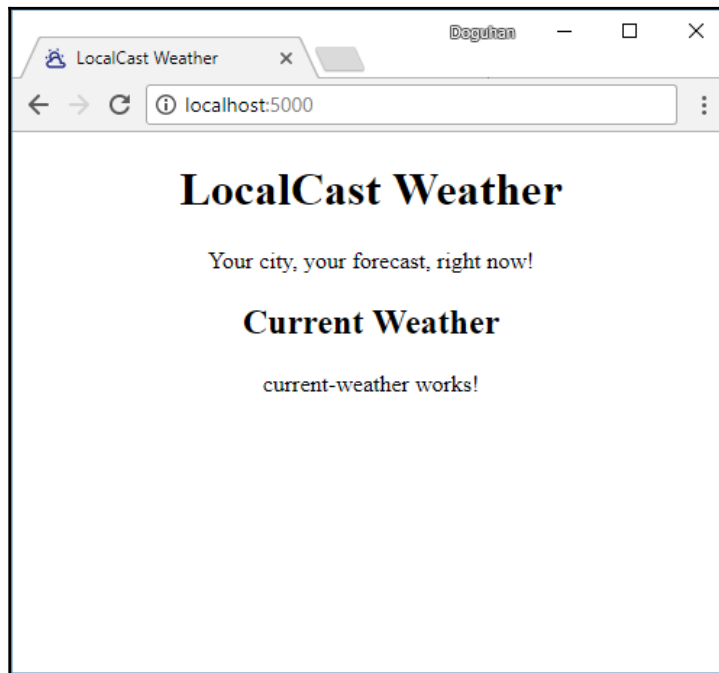 Doguhan
LocalCast Weather
localhost:5000
LocalCast Weather
Your city, your forecast, right now!
Current Weather
current-weather works!